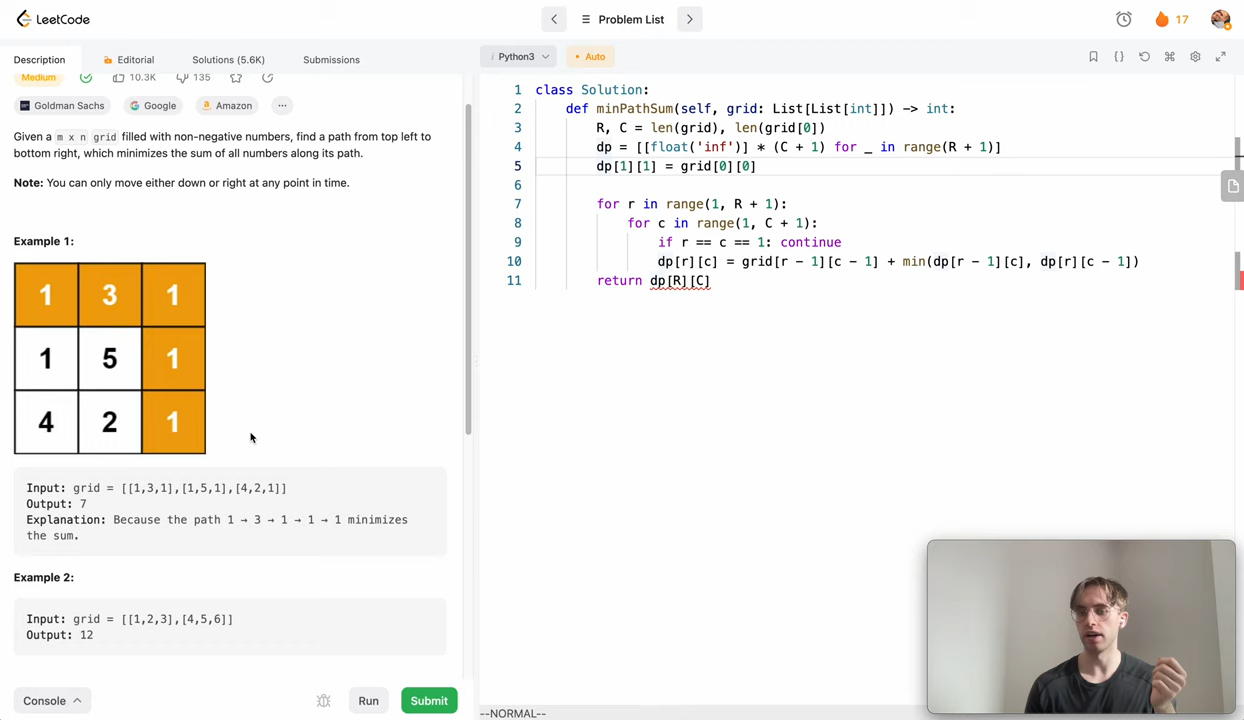 LeetCode
Problem List
17
Description
Editorial
Solutions (5.6K)
Submissions
Medium
10.3K
135
Goldman Sachs
Google
Amazon
...
Given a m x n grid filled with non-negative numbers, find a path from top left to
bottom right, which minimizes the sum of all numbers along its path.
Note: You can only move either down or right at any point in time.
Example 1:
1 3 1
1 5 1
4 2 1
Input: grid = [[1,3,1],[1,5,1],[4,2,1]]
Output: 7
Explanation: Because the path 1 → 3 → 1 → 1 → 1 minimizes
the sum.
Example 2:
Input: grid = [[1,2,3],[4,5,6]]
Output: 12
Console
Run
Submit
i Python3
• Auto
{}
1 class Solution:
2 def minPathSum(self, grid: List[List[int]]) -> int:
3 R, C = len(grid), len(grid[0])
4 dp = [[float('inf')] * (C + 1) for _ in range(R + 1)]
5 dp[1][1] = grid[0][0]
6
7 for r in range(1, R + 1):
8 for c in range(1, C + 1):
9 if r == c == 1: continue
10 dp[r][c] = grid[r - 1][c - 1] + min(dp[r - 1][c], dp[r][c - 1])
11 return dp[R][C]
--NORMAL--